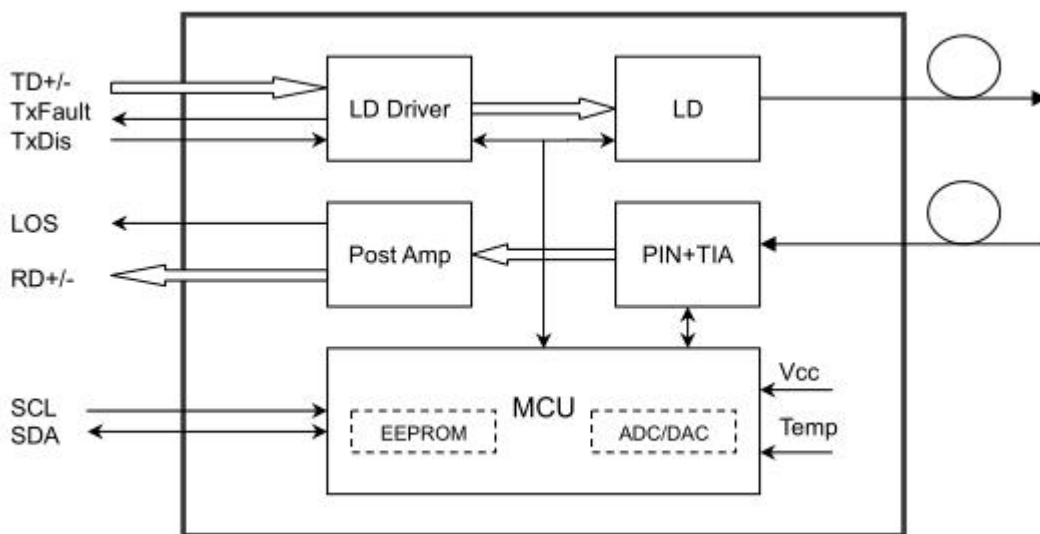 TD+/-
TxFault
TxDis
LD Driver
LD
LOS
RD+/-
Post Amp
PIN+TIA
SCL
SDA
MCU
EEPROM
ADC/DAC
Vcc
Temp